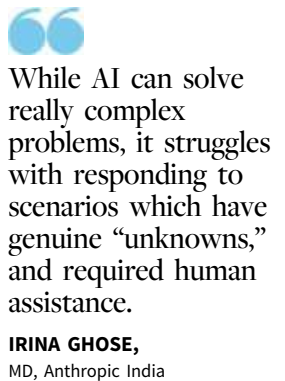 While AI can solve
really complex
problems, it struggles
with responding to
scenarios which have
genuine “unknowns,”
and required human
assistance.
IRINA GHOSE,
MD, Anthropic India